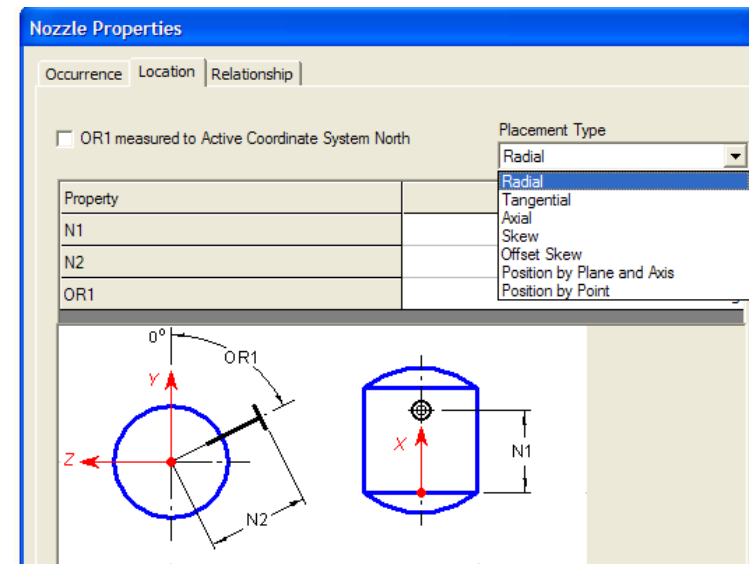 Nozzle Properties
Occurrence Location Relationship
OR1 measured to Active Coordinate System North
Placement Type
Radial
Property
N1
N2
OR1
Radial
Tangential
Axial
Skew
Offset Skew
Position by Plane and Axis
Position by Point
0°
OR1
Y
Z
N2
X
N1